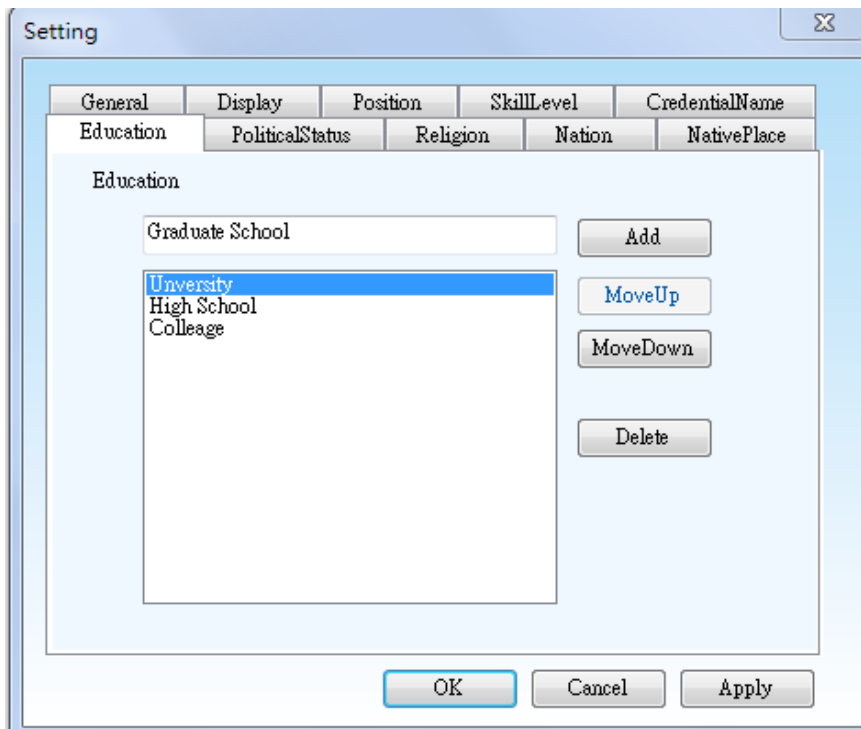 Setting
General Display Position SkillLevel CredentialName
Education PoliticalStatus Religion Nation NativePlace
Education
Graduate School
Add
Unversity
High School
Colleage
MoveUp
MoveDown
Delete
OK Cancel Apply